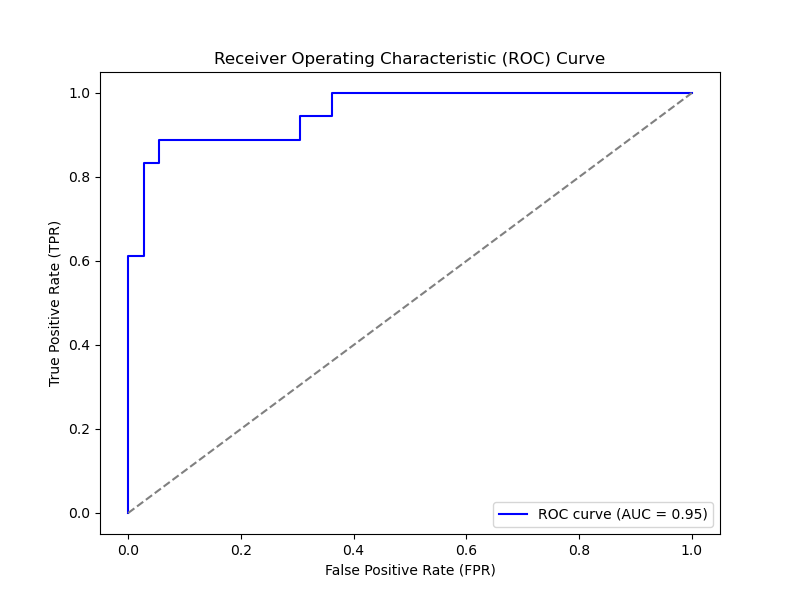 Receiver Operating Characteristic (ROC) Curve
1.0
0.8
0.6
0.4
0.2
0.0
True Positive Rate (TPR)
ROC curve (AUC = 0.95)
0.0 0.2 0.4 0.6 0.8 1.0
False Positive Rate (FPR)